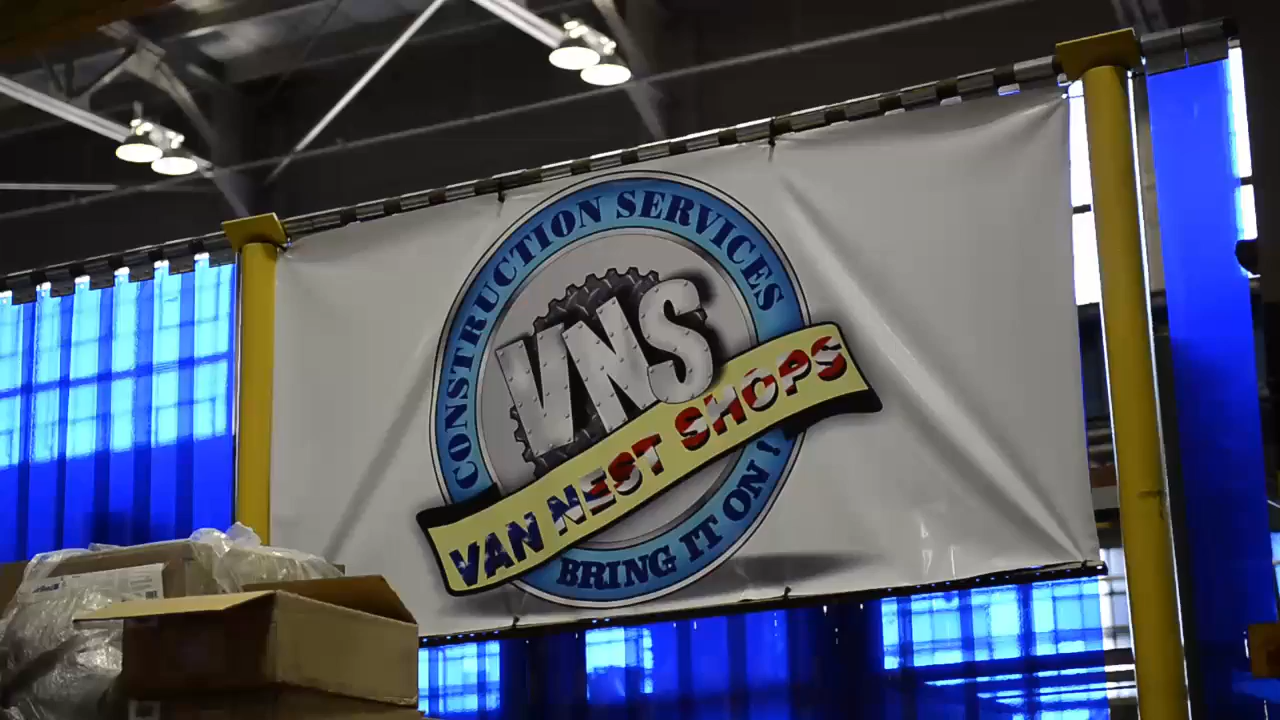 CONSTRUCTION SERVICES
VNS
VAN NEST SHOPS
BRING IT ON!